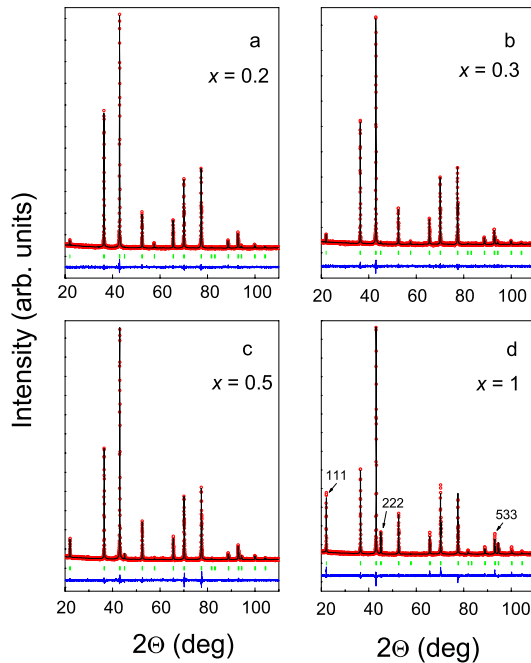 Intensity (arb. units)
a
x = 0.2
20 40 60 80 100
b
x = 0.3
20 40 60 80 100
c
x = 0.5
20 40 60 80 100
2Θ (deg)
d
x = 1
111
222
533
20 40 60 80 100
2Θ (deg)